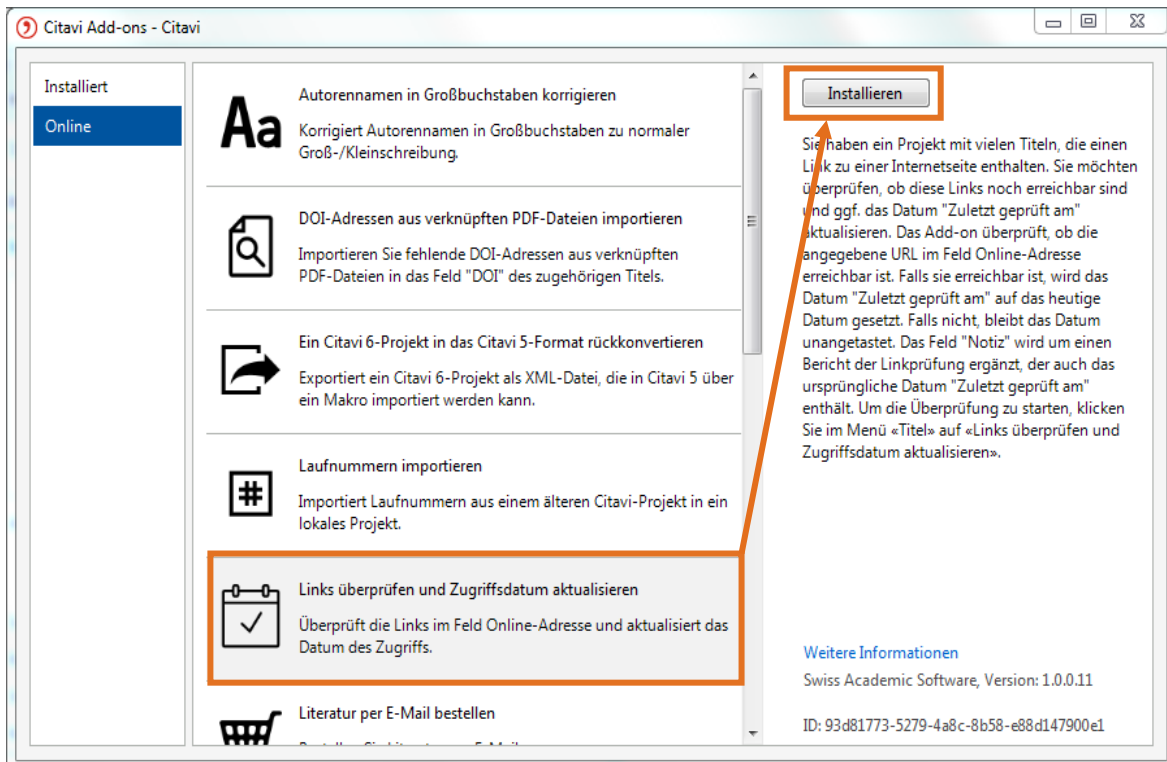 Citavi Add-ons - Citavi
Installiert
Online
Autorennamen in Großbuchstaben korrigieren
Korrigiert Autorennamen in Großbuchstaben zu normaler
Groß-/Kleinschreibung.
DOI-Adressen aus verknüpften PDF-Dateien importieren
Importieren Sie fehlende DOI-Adressen aus verknüpften
PDF-Dateien in das Feld "DOI" des zugehörigen Titels.
Ein Citavi 6-Projekt in das Citavi 5-Format rückkonvertieren
Exportiert ein Citavi 6-Projekt als XML-Datei, die in Citavi 5 über
ein Makro importiert werden kann.
Laufnummern importieren
Importiert Laufnummern aus einem älteren Citavi-Projekt in ein
lokales Projekt.
Links überprüfen und Zugriffsdatum aktualisieren
Überprüft die Links im Feld Online-Adresse und aktualisiert das
Datum des Zugriffs.
Literatur per E-Mail bestellen
Installieren
Sie haben ein Projekt mit vielen Titeln, die einen
Link zu einer Internetseite enthalten. Sie möchten
überprüfen, ob diese Links noch erreichbar sind
und ggf. das Datum "Zuletzt geprüft am"
aktualisieren. Das Add-on überprüft, ob die
angegebene URL im Feld Online-Adresse
erreichbar ist. Falls sie erreichbar ist, wird das
Datum "Zuletzt geprüft am" auf das heutige
Datum gesetzt. Falls nicht, bleibt das Datum
unangetastet. Das Feld "Notiz" wird um einen
Bericht der Linkprüfung ergänzt, der auch das
ursprüngliche Datum "Zuletzt geprüft am"
enthält. Um die Überprüfung zu starten, klicken
Sie im Menü «Titel» auf «Links überprüfen und
Zugriffsdatum aktualisieren».
Weitere Informationen
Swiss Academic Software, Version: 1.0.0.11
ID: 93d81773-5279-4a8c-8b58-e88d147900e1